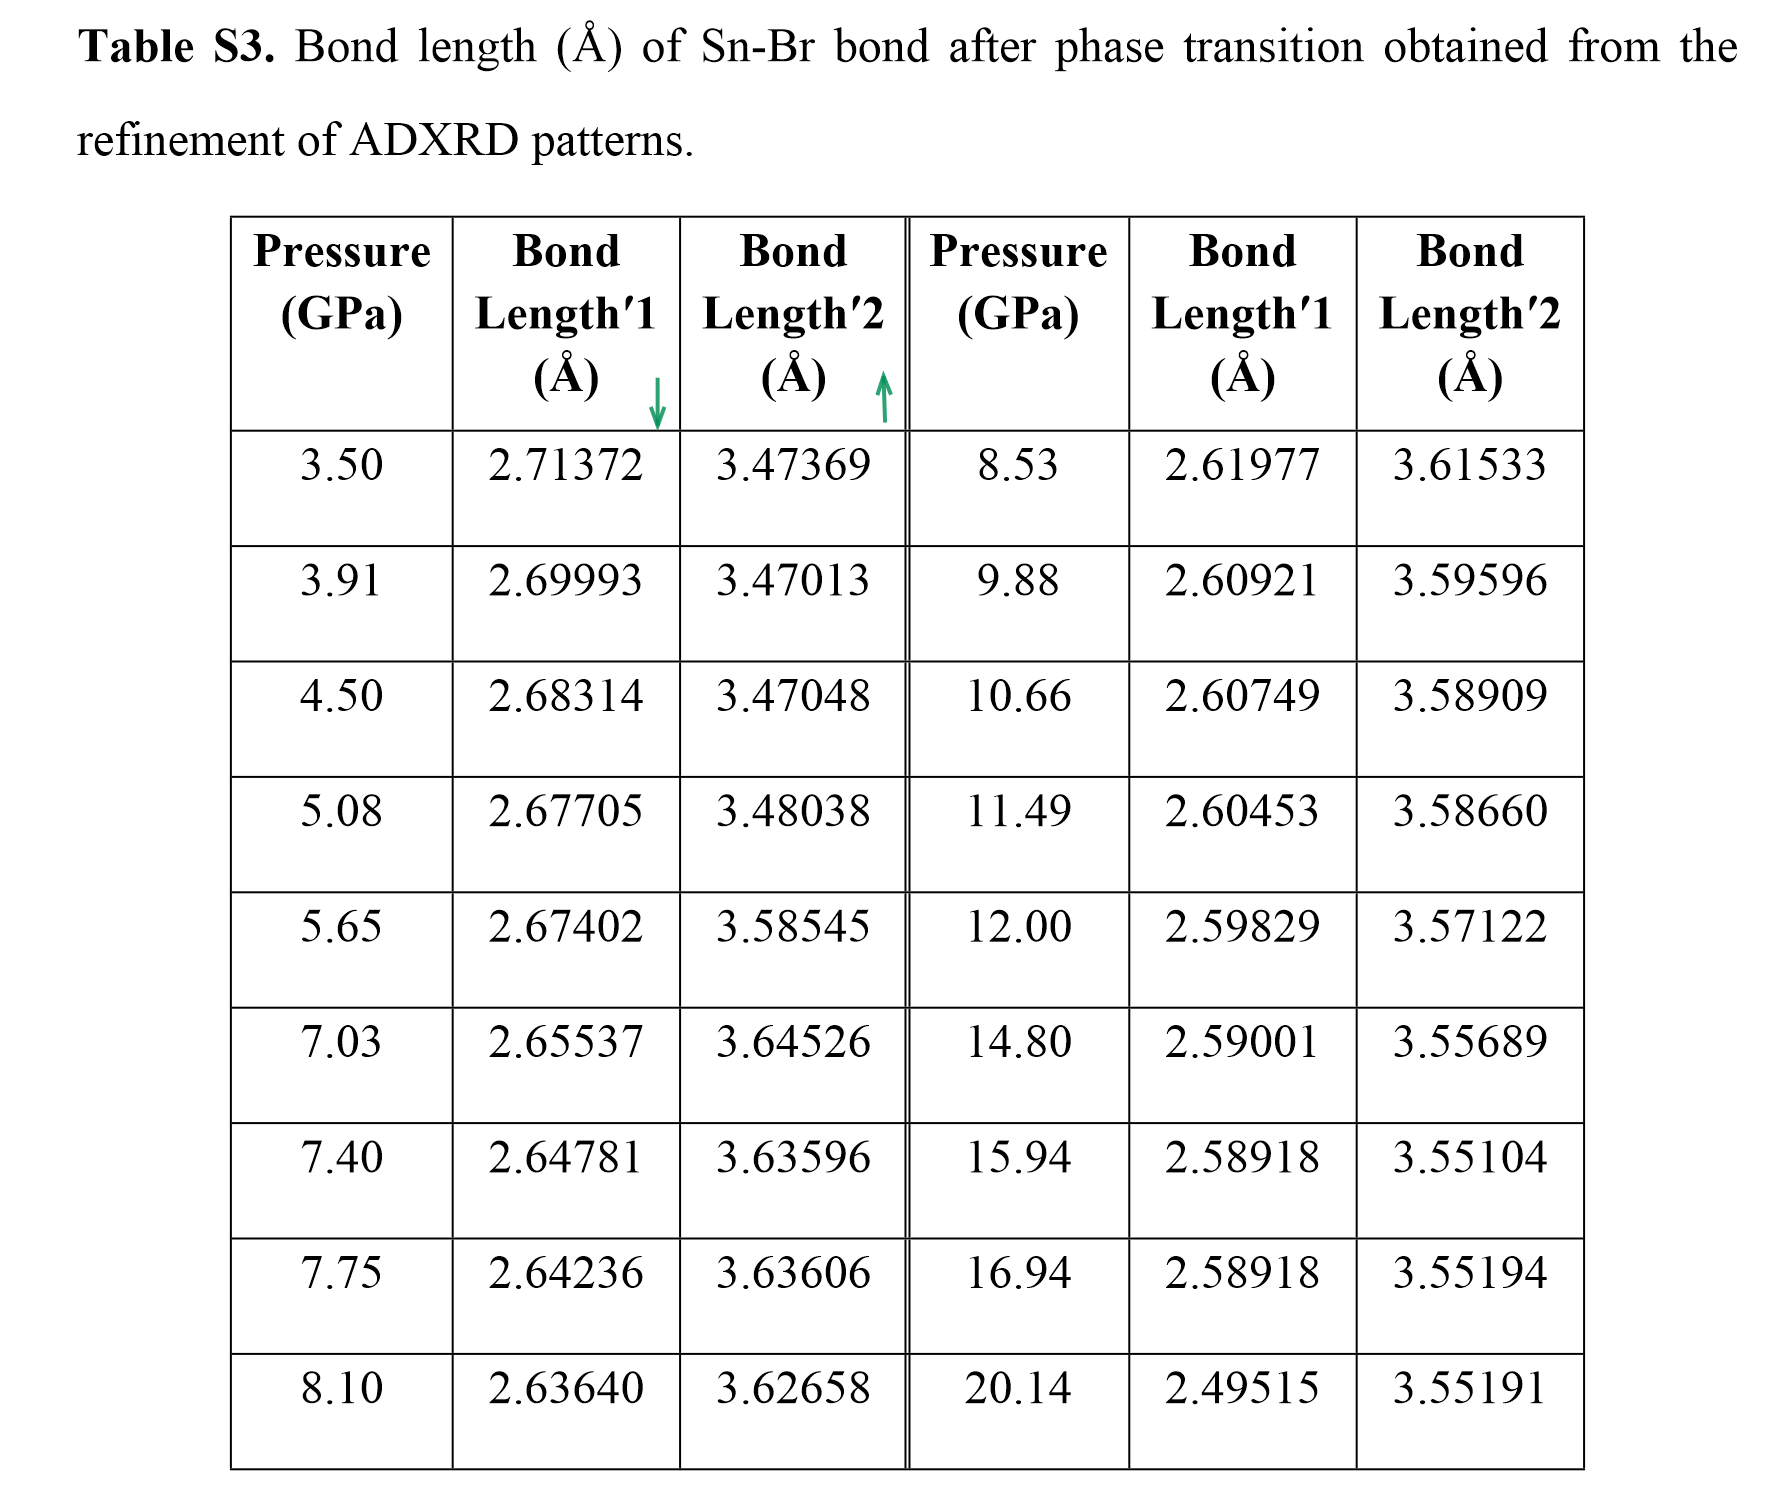 Table S3. Bond length (Å) of Sn-Br bond after phase transition obtained from the
refinement of ADXRD patterns.
Pressure (GPa) Bond Length′1 (Å) Bond Length′2 (Å) Pressure (GPa) Bond Length′1 (Å) Bond Length′2 (Å)
3.50 2.71372 3.47369 8.53 2.61977 3.61533
3.91 2.69993 3.47013 9.88 2.60921 3.59596
4.50 2.68314 3.47048 10.66 2.60749 3.58909
5.08 2.67705 3.48038 11.49 2.60453 3.58660
5.65 2.67402 3.58545 12.00 2.59829 3.57122
7.03 2.65537 3.64526 14.80 2.59001 3.55689
7.40 2.64781 3.63596 15.94 2.58918 3.55104
7.75 2.64236 3.63606 16.94 2.58918 3.55194
8.10 2.63640 3.62658 20.14 2.49515 3.55191